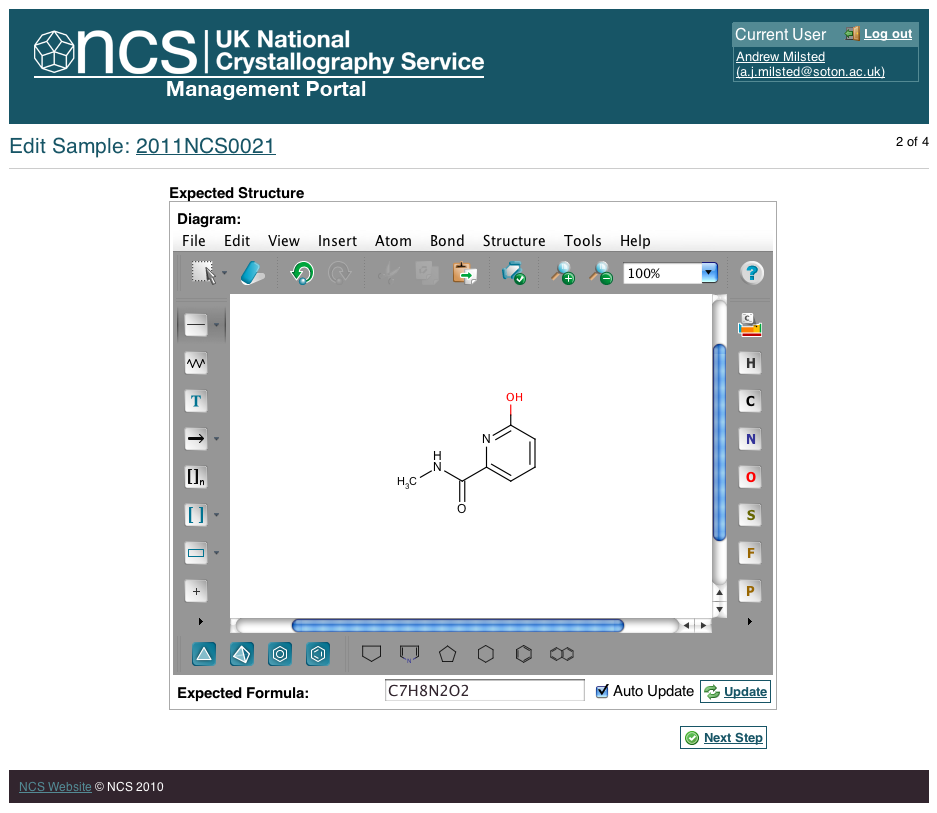 ncs UK National
Crystallography Service
Management Portal
Current User Log out
Andrew Milsted
(a.j.milsted@soton.ac.uk)
Edit Sample: 2011NCS0021
2 of 4
Expected Structure
Diagram:
File Edit View Insert Atom Bond Structure Tools Help
100% ?
C
H
T C
N
[]n O
[ ] S
F
+ P
OH
N
H
N
H3C
O
N
Expected Formula: C7H8N2O2 Auto Update Update
Next Step
NCS Website © NCS 2010